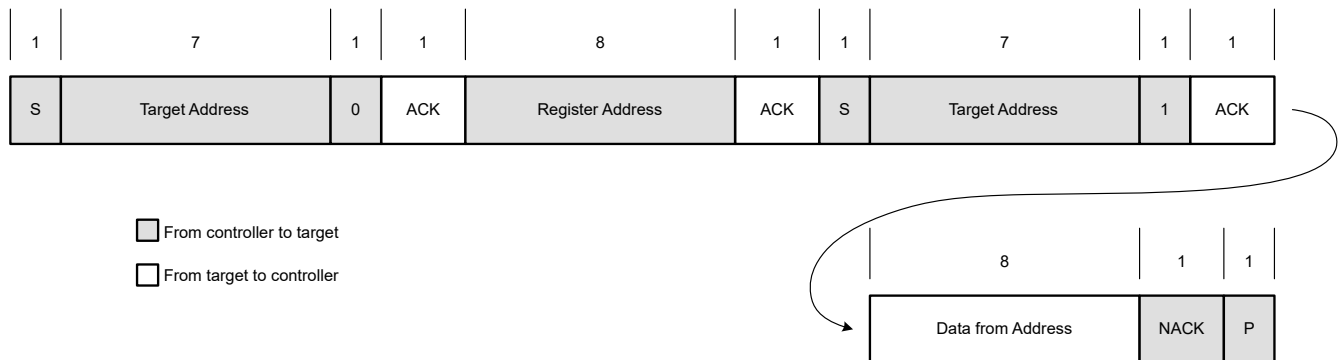 1 7 1 1 8 1 1 7 1 1
S Target Address 0 ACK Register Address ACK S Target Address 1 ACK
From controller to target
From target to controller
8 1 1
Data from Address NACK P